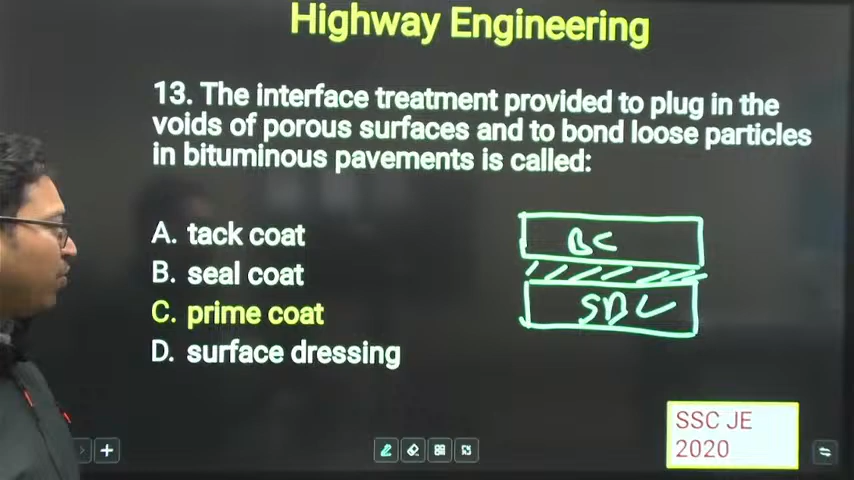 Highway Engineering
13. The interface treatment provided to plug in the
voids of porous surfaces and to bond loose particles
in bituminous pavements is called:
A. tack coat
B. seal coat
C. prime coat
D. surface dressing
BC
SDC
SSC JE
2020